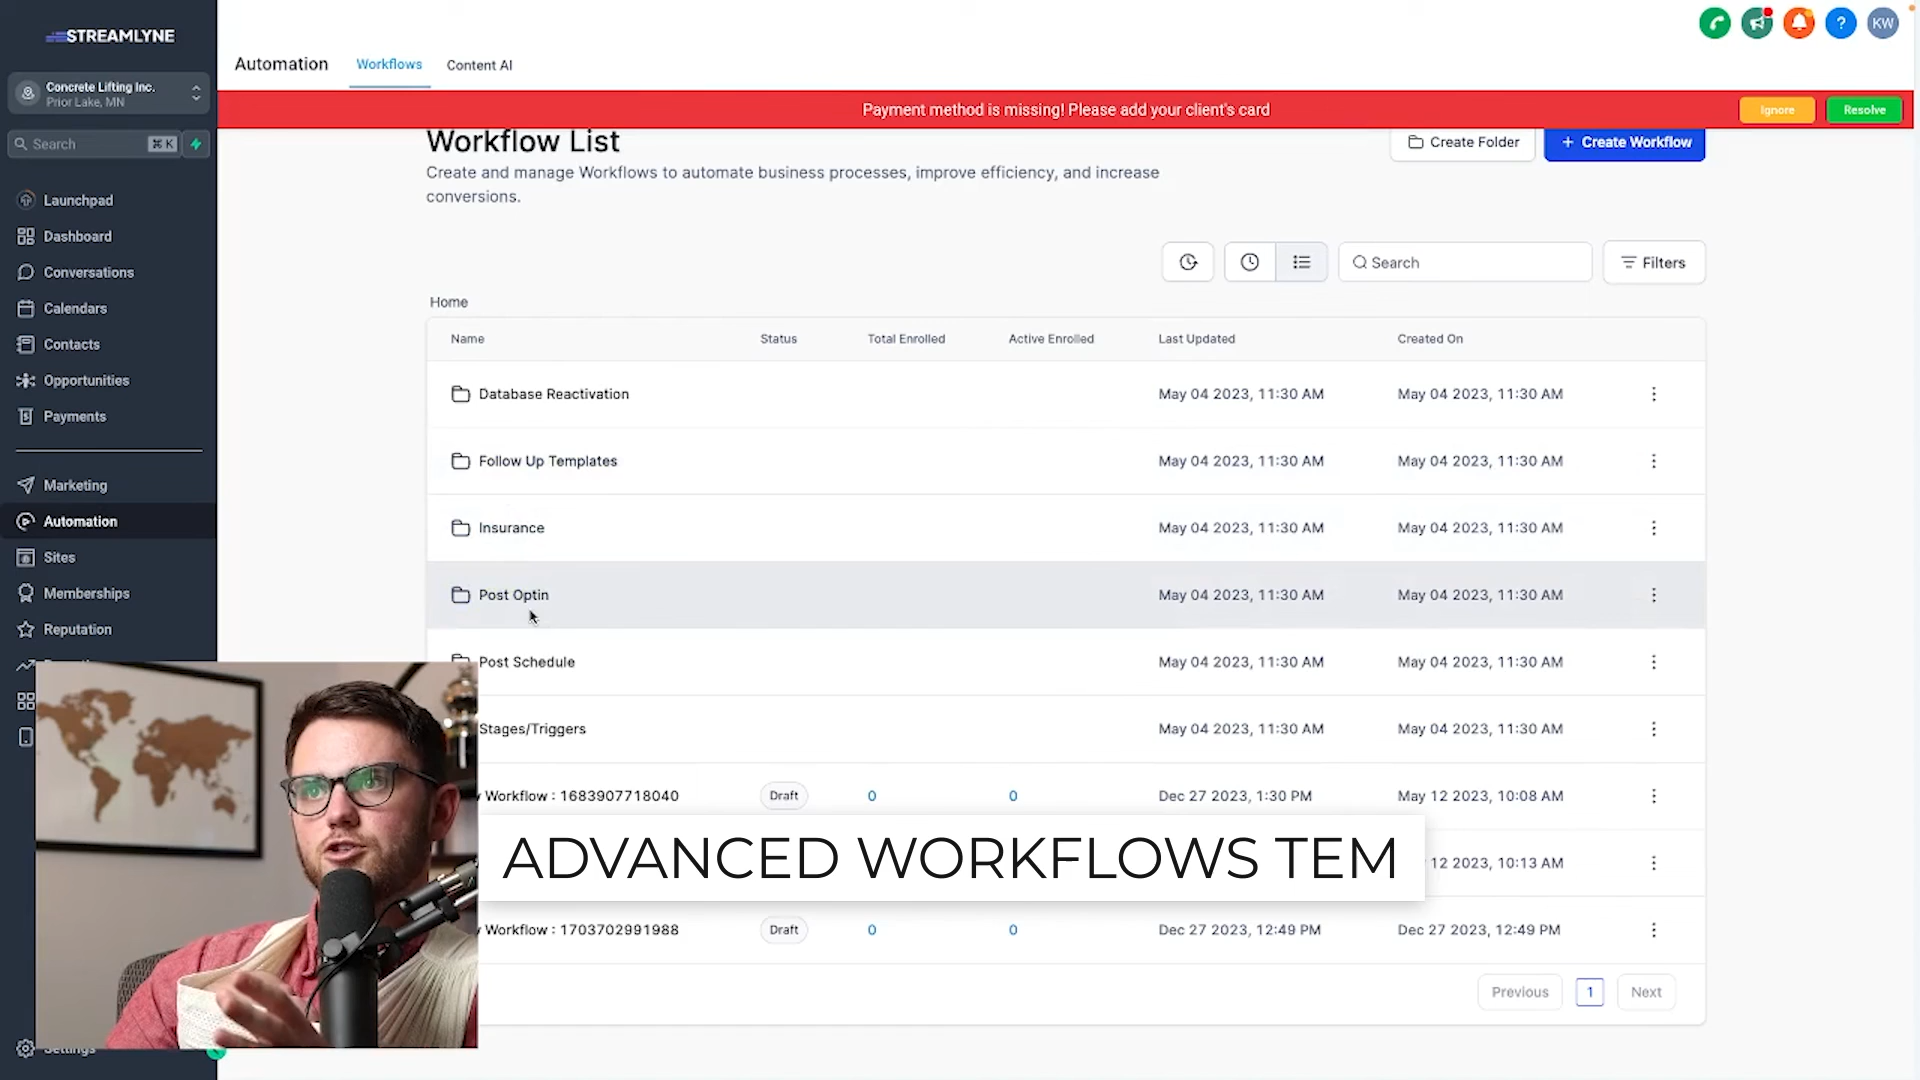 STREAMLYNE
Concrete Lifting Inc.
Prior Lake, MN
Search
⌘ K
Launchpad
Dashboard
Conversations
Calendars
Contacts
Opportunities
Payments
Marketing
Automation
Sites
Memberships
Reputation
Settings
Automation
Workflows
Content AI
KW
Payment method is missing! Please add your client's card
Ignore
Resolve
Workflow List
Create and manage Workflows to automate business processes, improve efficiency, and increase
conversions.
Create Folder
+ Create Workflow
Search
Filters
Home
Name Status Total Enrolled Active Enrolled Last Updated Created On
Database Reactivation May 04 2023, 11:30 AM May 04 2023, 11:30 AM
Follow Up Templates May 04 2023, 11:30 AM May 04 2023, 11:30 AM
Insurance May 04 2023, 11:30 AM May 04 2023, 11:30 AM
Post Optin May 04 2023, 11:30 AM May 04 2023, 11:30 AM
Post Schedule May 04 2023, 11:30 AM May 04 2023, 11:30 AM
Stages/Triggers May 04 2023, 11:30 AM May 04 2023, 11:30 AM
Workflow : 1683907718040 Draft 0 0 Dec 27 2023, 1:30 PM May 12 2023, 10:08 AM
12 2023, 10:13 AM
ADVANCED WORKFLOWS TEM
Workflow : 1703702991988 Draft 0 0 Dec 27 2023, 12:49 PM Dec 27 2023, 12:49 PM
Previous 1 Next